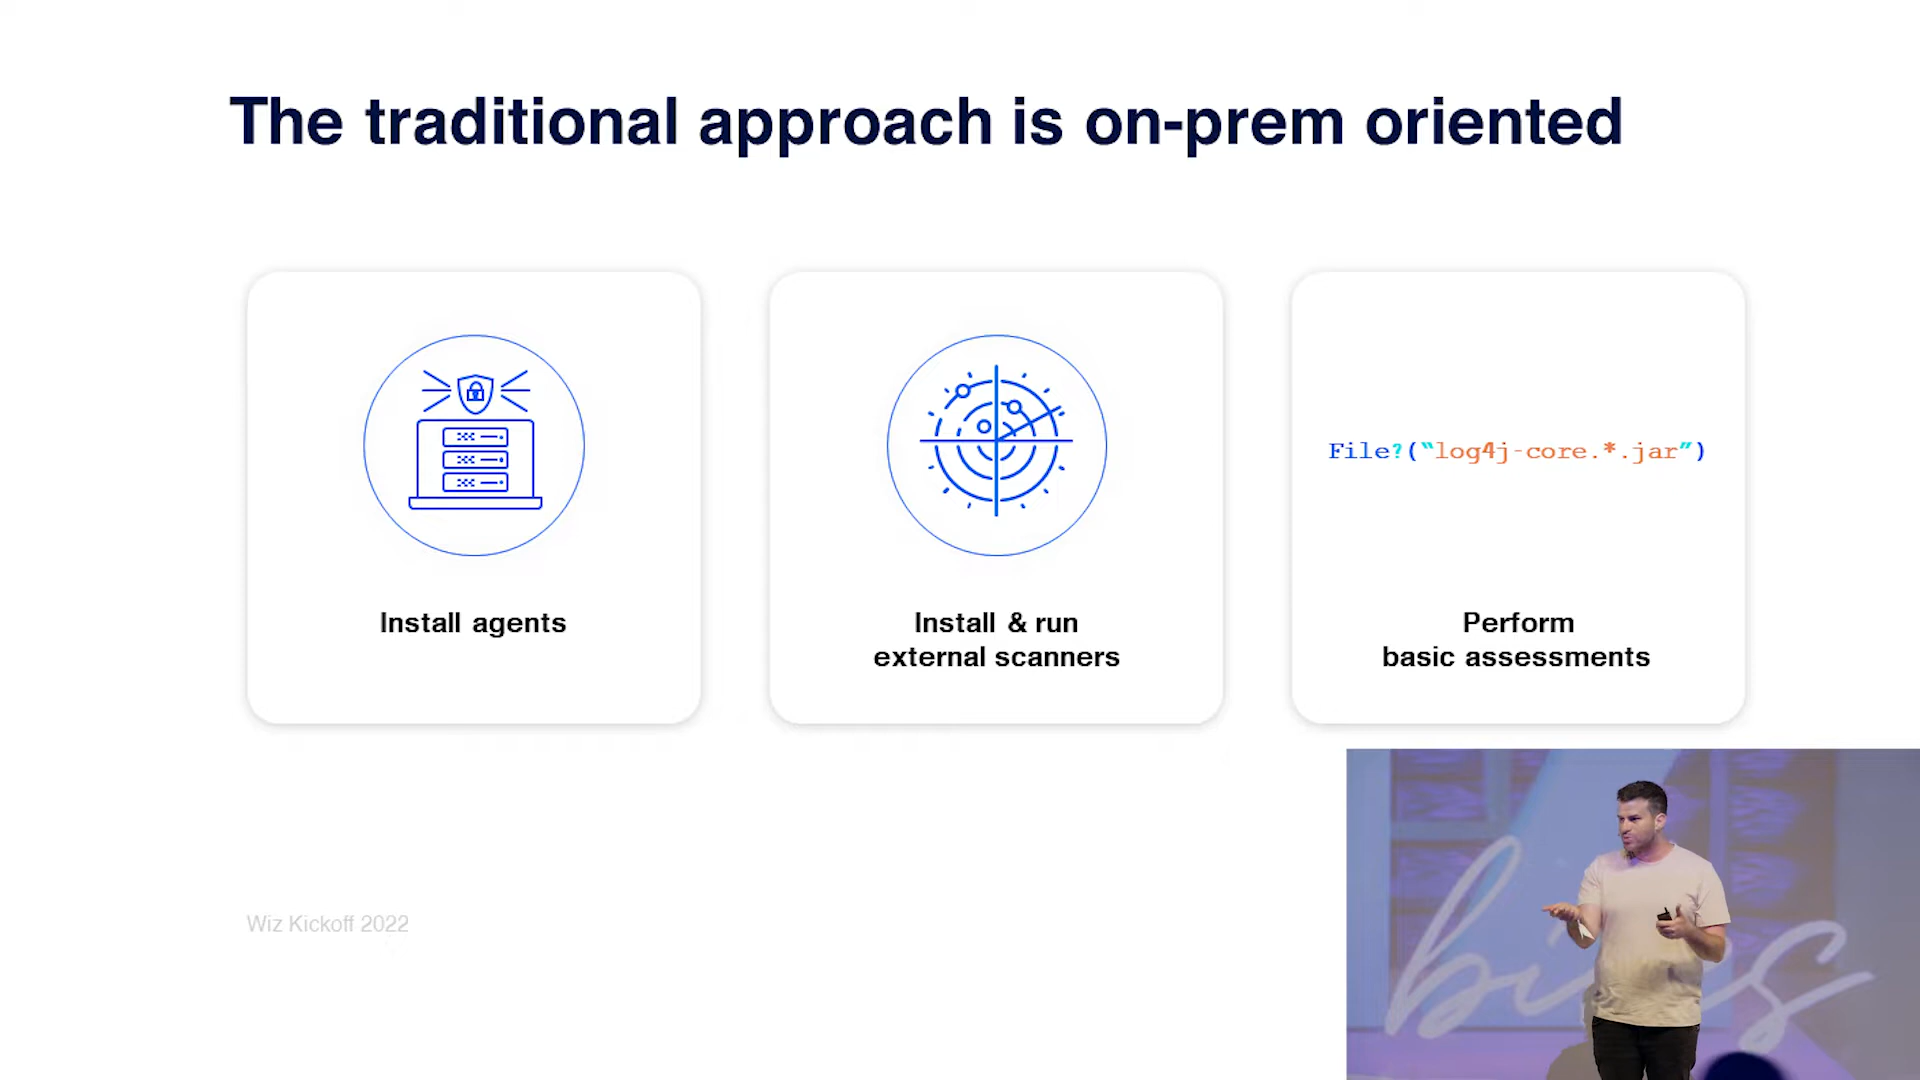 The traditional approach is on-prem oriented
File?(“log4j-core.*.jar”)
Install agents
Install & run
external scanners
Perform
basic assessments
Wiz Kickoff 2022